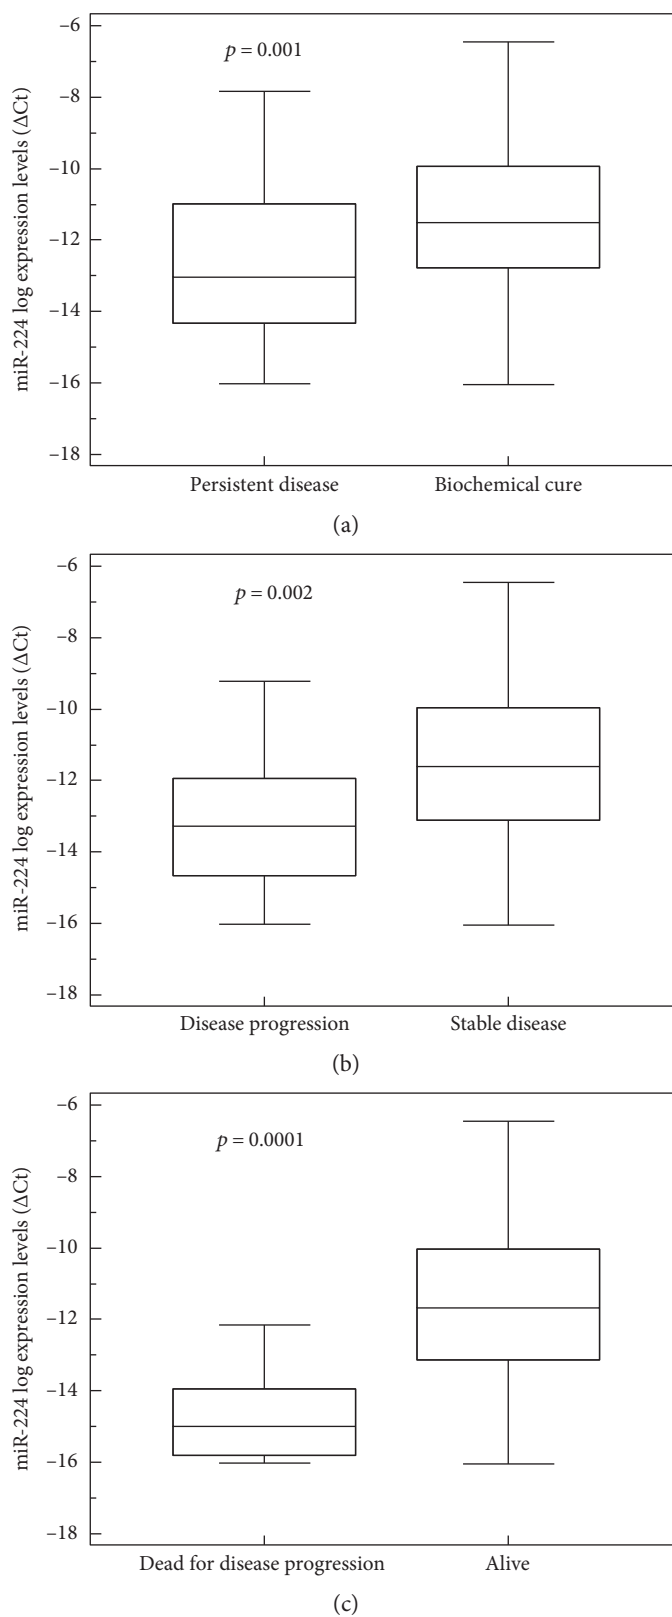 miR-224 log expression levels (ΔCt)
–6
–8
–10
–12
–14
–16
–18
p = 0.001
Persistent disease
Biochemical cure
(a)
miR-224 log expression levels (ΔCt)
–6
–8
–10
–12
–14
–16
–18
p = 0.002
Disease progression
Stable disease
(b)
miR-224 log expression levels (ΔCt)
–6
–8
–10
–12
–14
–16
–18
p = 0.0001
Dead for disease progression
Alive
(c)